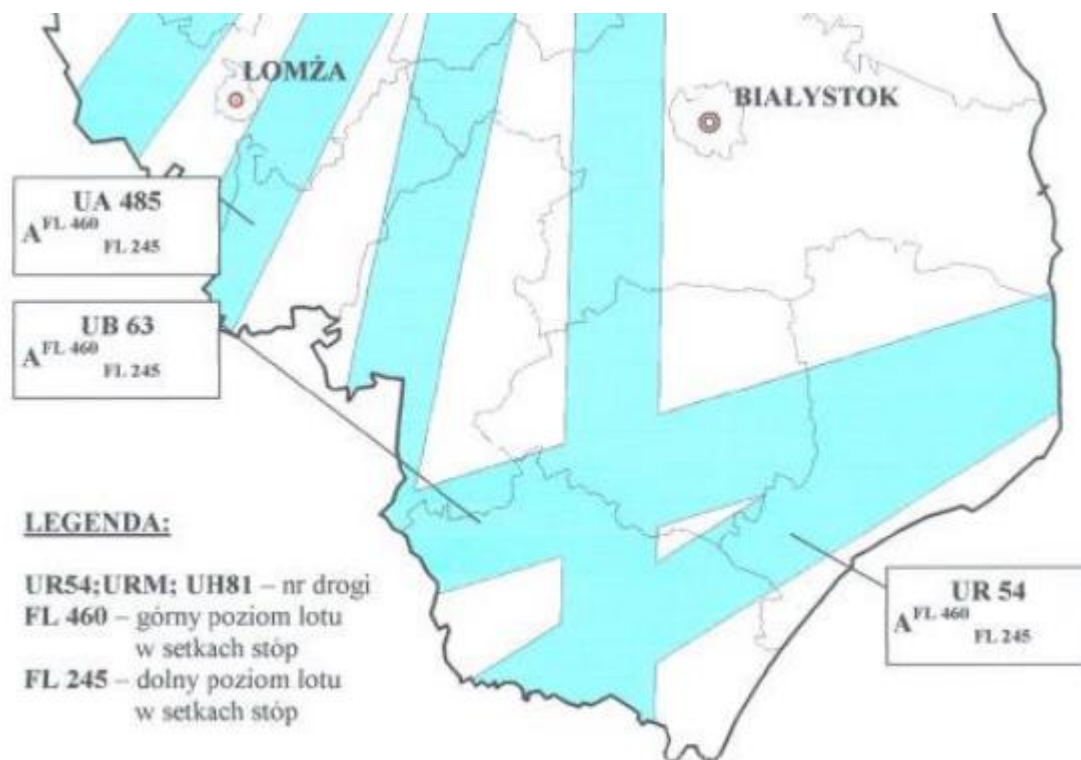 ŁOMŻA
BIAŁYSTOK
UA 485
A FL 460
FL 245
UB 63
A FL 460
FL 245
UR 54
A FL 460
FL 245
LEGENDA:
UR54;URM; UH81 – nr drogi
FL 460 – górny poziom lotu
w setkach stóp
FL 245 – dolny poziom lotu
w setkach stóp